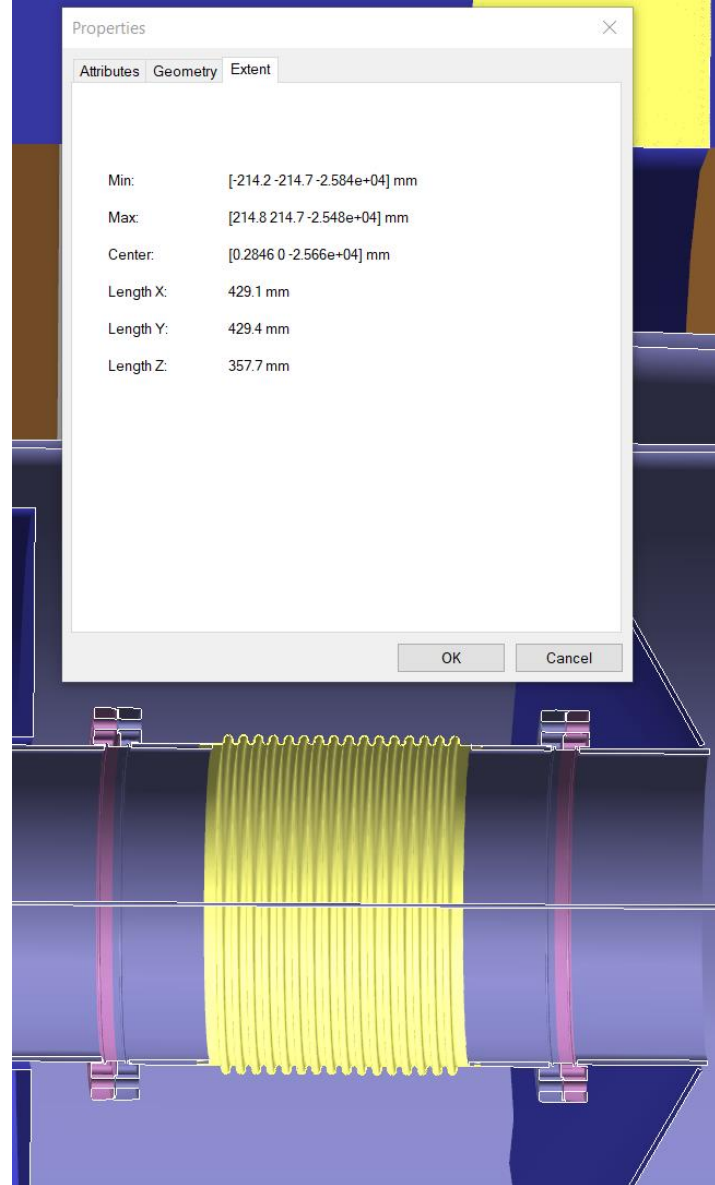 Properties
Attributes Geometry Extent
Min: [-214.2 -214.7 -2.584e+04] mm
Max: [214.8 214.7 -2.548e+04] mm
Center: [0.2846 0 -2.566e+04] mm
Length X: 429.1 mm
Length Y: 429.4 mm
Length Z: 357.7 mm
OK Cancel